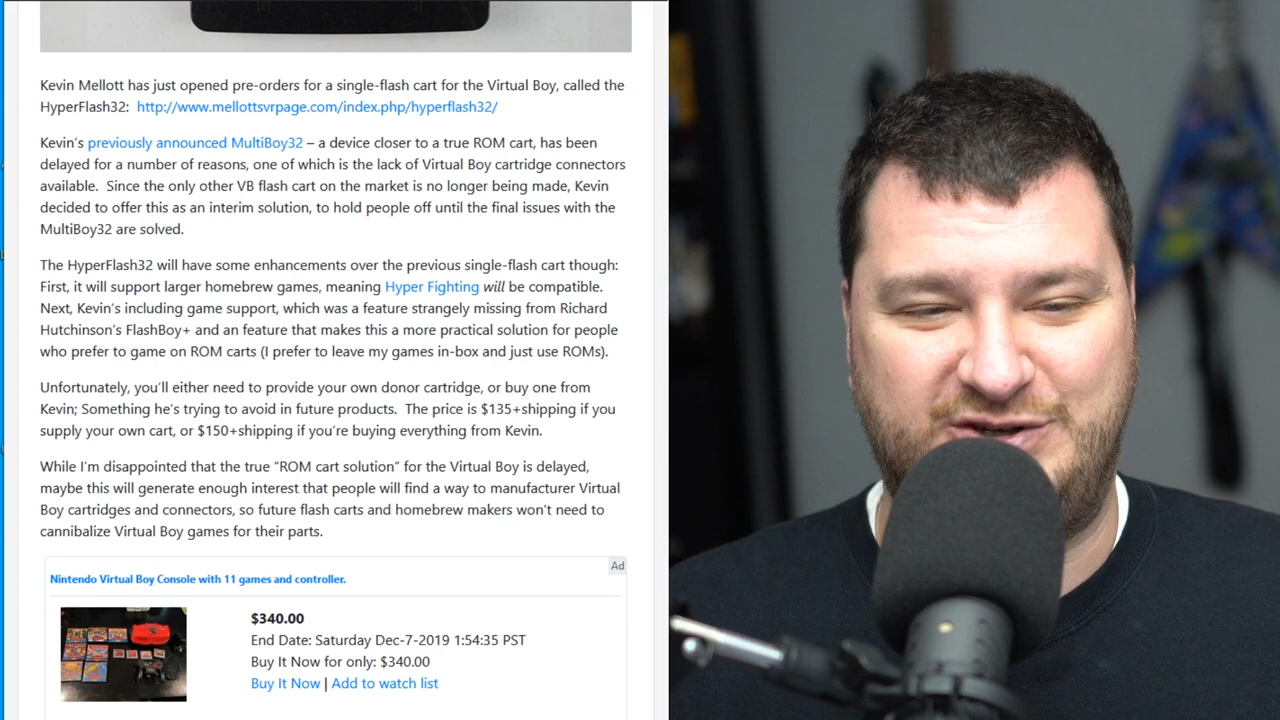 Kevin Mellott has just opened pre-orders for a single-flash cart for the Virtual Boy, called the
HyperFlash32:  http://www.mellottsvrpage.com/index.php/hyperflash32/
Kevin's previously announced MultiBoy32 – a device closer to a true ROM cart, has been
delayed for a number of reasons, one of which is the lack of Virtual Boy cartridge connectors
available.  Since the only other VB flash cart on the market is no longer being made, Kevin
decided to offer this as an interim solution, to hold people off until the final issues with the
MultiBoy32 are solved.
The HyperFlash32 will have some enhancements over the previous single-flash cart though:
First, it will support larger homebrew games, meaning Hyper Fighting will be compatible.
Next, Kevin's including game support, which was a feature strangely missing from Richard
Hutchinson's FlashBoy+ and an feature that makes this a more practical solution for people
who prefer to game on ROM carts (I prefer to leave my games in-box and just use ROMs).
Unfortunately, you'll either need to provide your own donor cartridge, or buy one from
Kevin; Something he's trying to avoid in future products.  The price is $135+shipping if you
supply your own cart, or $150+shipping if you're buying everything from Kevin.
While I'm disappointed that the true "ROM cart solution" for the Virtual Boy is delayed,
maybe this will generate enough interest that people will find a way to manufacturer Virtual
Boy cartridges and connectors, so future flash carts and homebrew makers won't need to
cannibalize Virtual Boy games for their parts.
Ad
Nintendo Virtual Boy Console with 11 games and controller.
$340.00
End Date: Saturday Dec-7-2019 1:54:35 PST
Buy It Now for only: $340.00
Buy It Now | Add to watch list